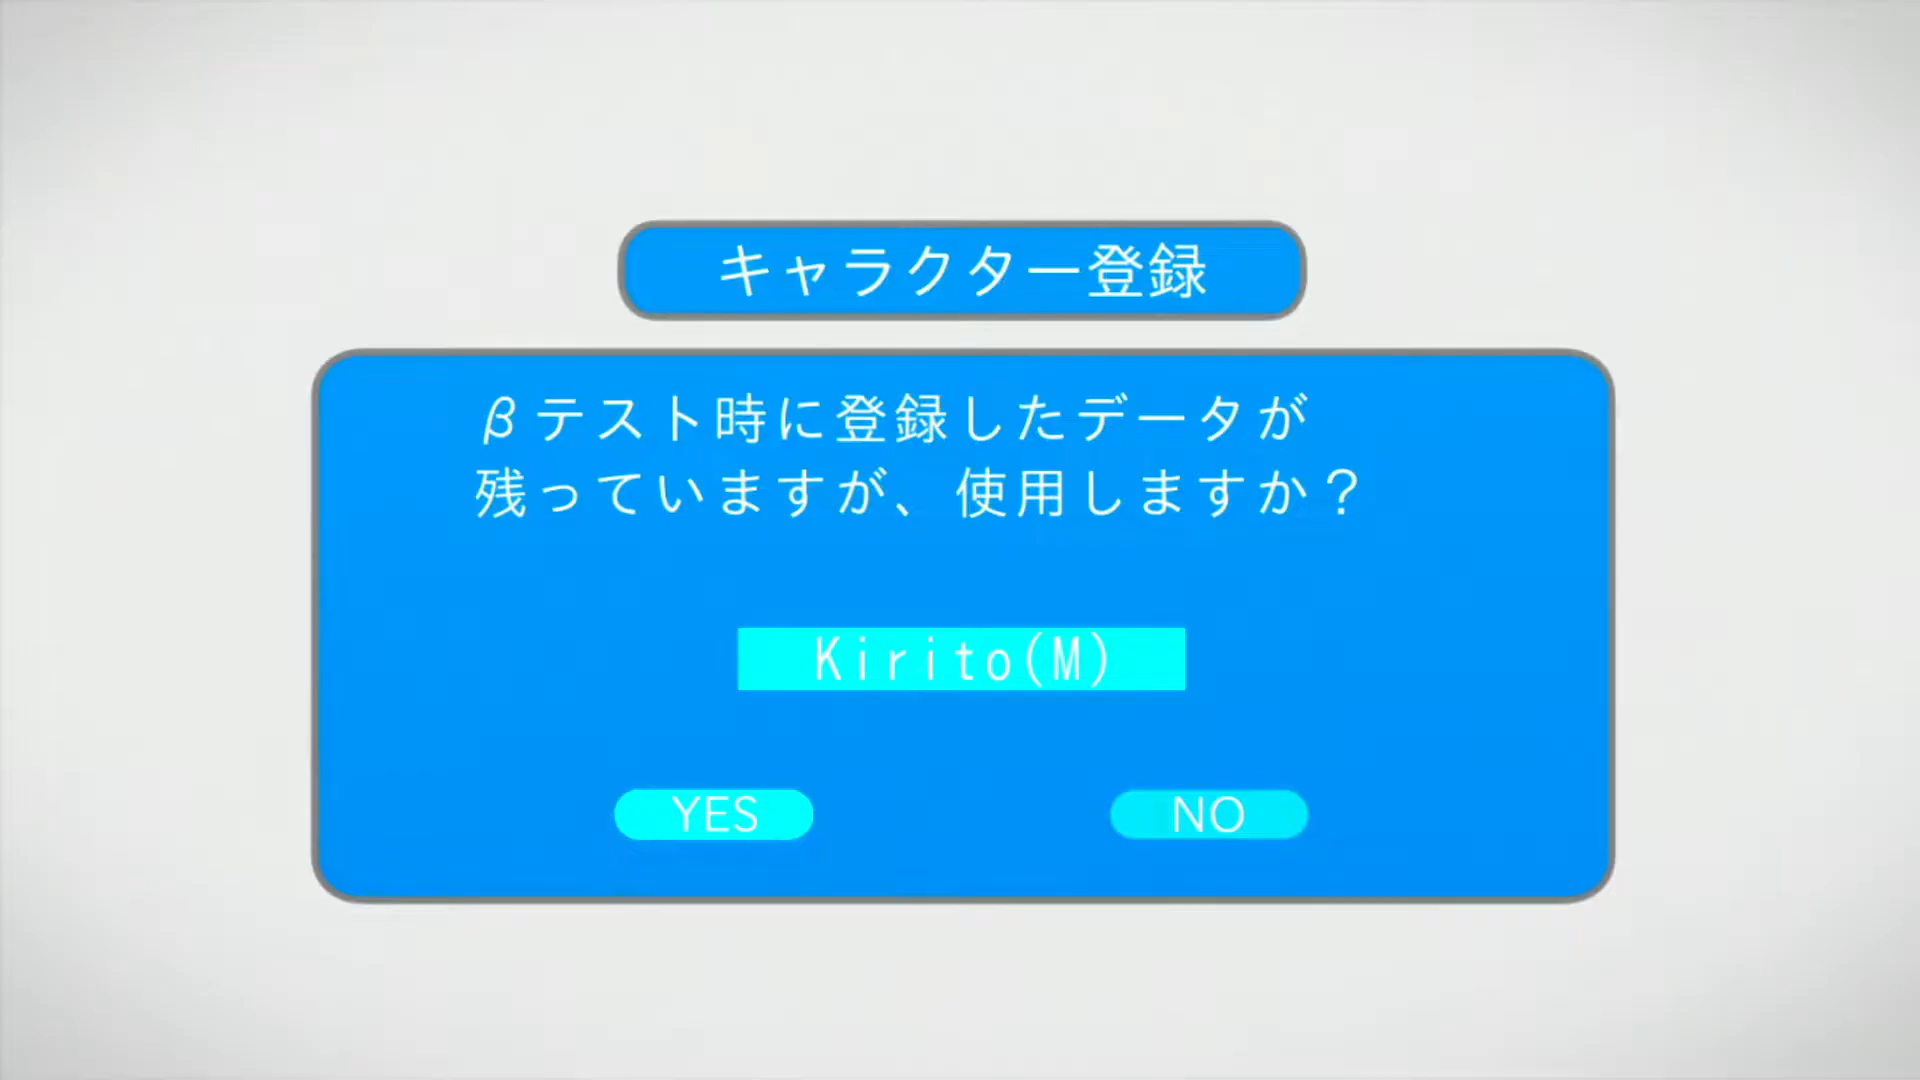 キャラクター登録
βテスト時に登録したデータが
残っていますが、使用しますか？
Kirito(M)
YES
NO